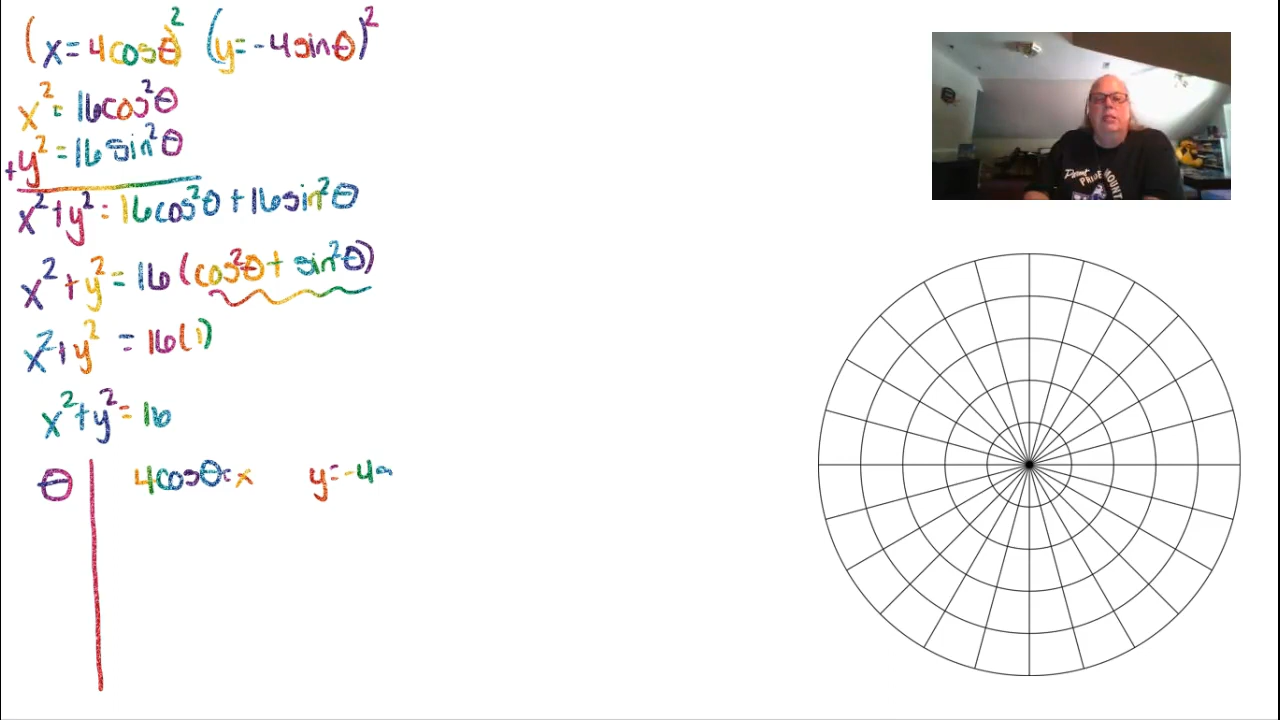 (x=4cosθ)² (y=-4sinθ)²
x²=16cos²θ
+y²=16sin²θ
x²+y²=16cos²θ+16sin²θ
x²+y²=16(cos²θ+sin²θ)
x²+y²=16(1)
x²+y²=16
θ 4cosθ=x y=-4
PRIDE